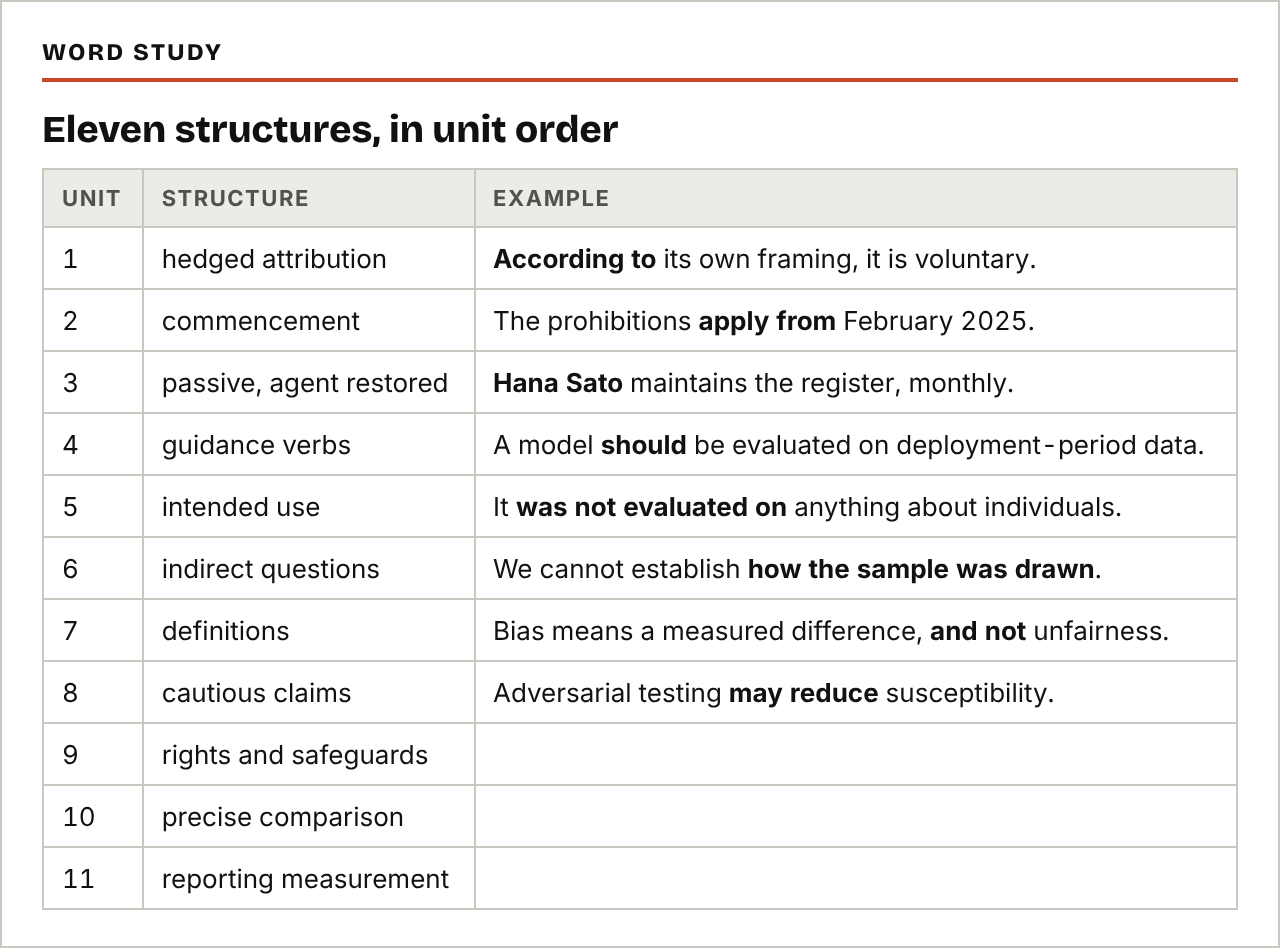 WORD STUDY
Eleven structures, in unit order
UNIT STRUCTURE EXAMPLE
1 hedged attribution According to its own framing, it is voluntary.
2 commencement The prohibitions apply from February 2025.
3 passive, agent restored Hana Sato maintains the register, monthly.
4 guidance verbs A model should be evaluated on deployment-period data.
5 intended use It was not evaluated on anything about individuals.
6 indirect questions We cannot establish how the sample was drawn.
7 definitions Bias means a measured difference, and not unfairness.
8 cautious claims Adversarial testing may reduce susceptibility.
9 rights and safeguards
10 precise comparison
11 reporting measurement